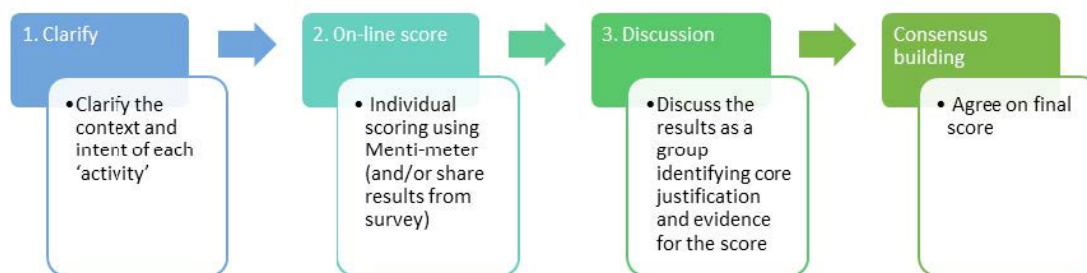 1. Clarify
•Clarify the
context and
intent of each
‘activity’
2. On-line score
• Individual
scoring using
Menti-meter
(and/or share
results from
survey)
3. Discussion
•Discuss the
results as a
group
identifying core
justification
and evidence
for the score
Consensus
building
• Agree on final
score